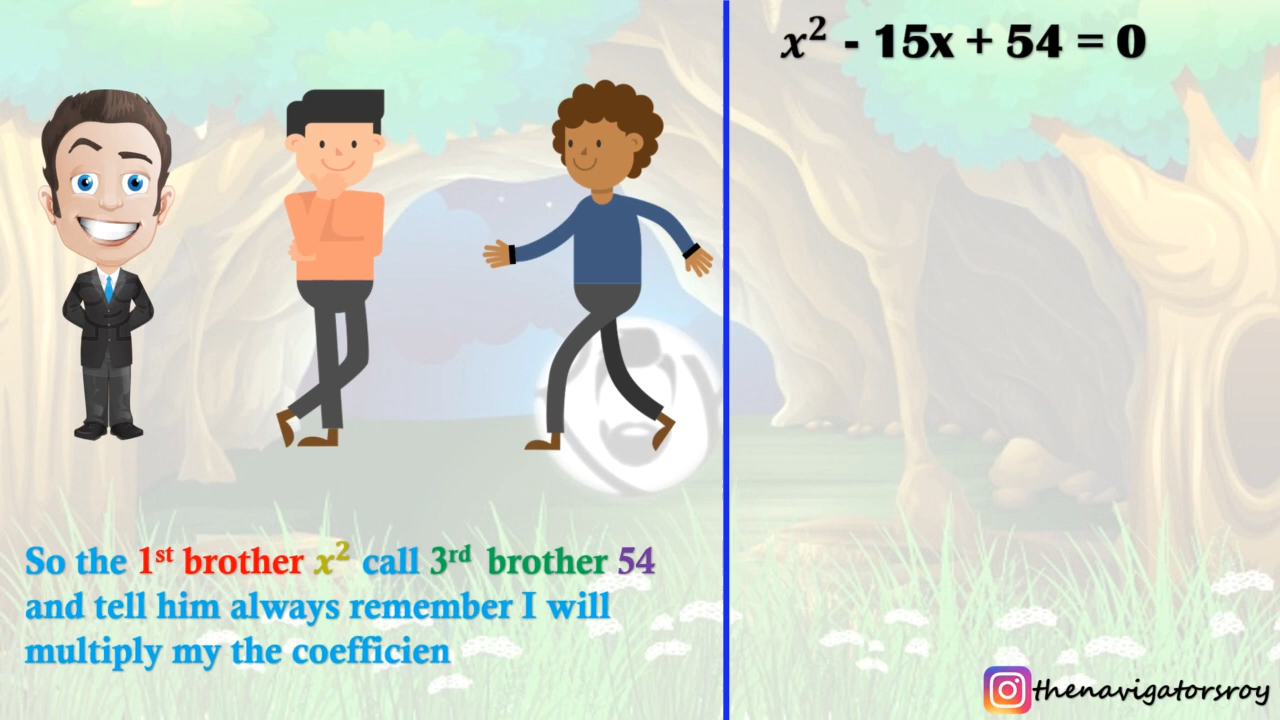 x² - 15x + 54 = 0
So the 1st brother x² call 3rd brother 54
and tell him always remember I will
multiply my the coefficien
thenavigatorsroy